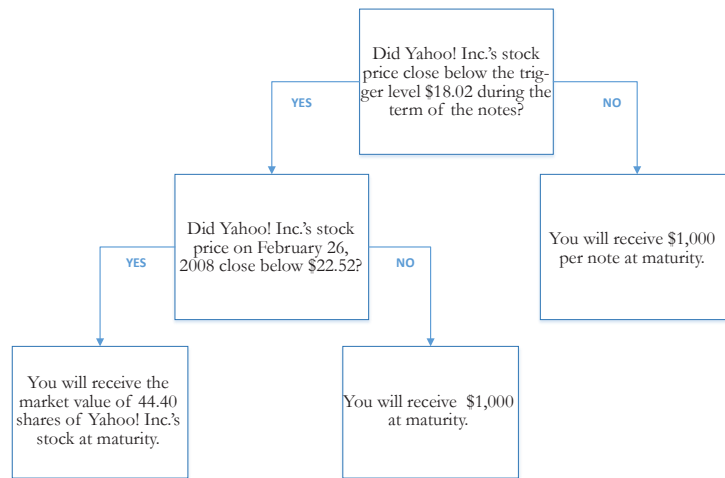 Did Yahoo! Inc.'s stock
price close below the trig-
ger level $18.02 during the
term of the notes?
YES
NO
Did Yahoo! Inc.'s stock
price on February 26,
2008 close below $22.52?
You will receive $1,000
per note at maturity.
YES
NO
You will receive the
market value of 44.40
shares of Yahoo! Inc.'s
stock at maturity.
You will receive $1,000
at maturity.